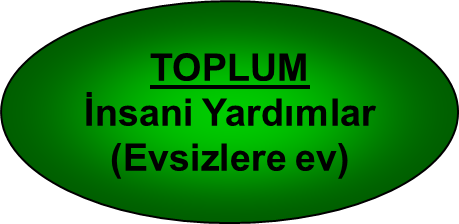 TOPLUM
İnsani Yardımlar
(Evsizlere ev)